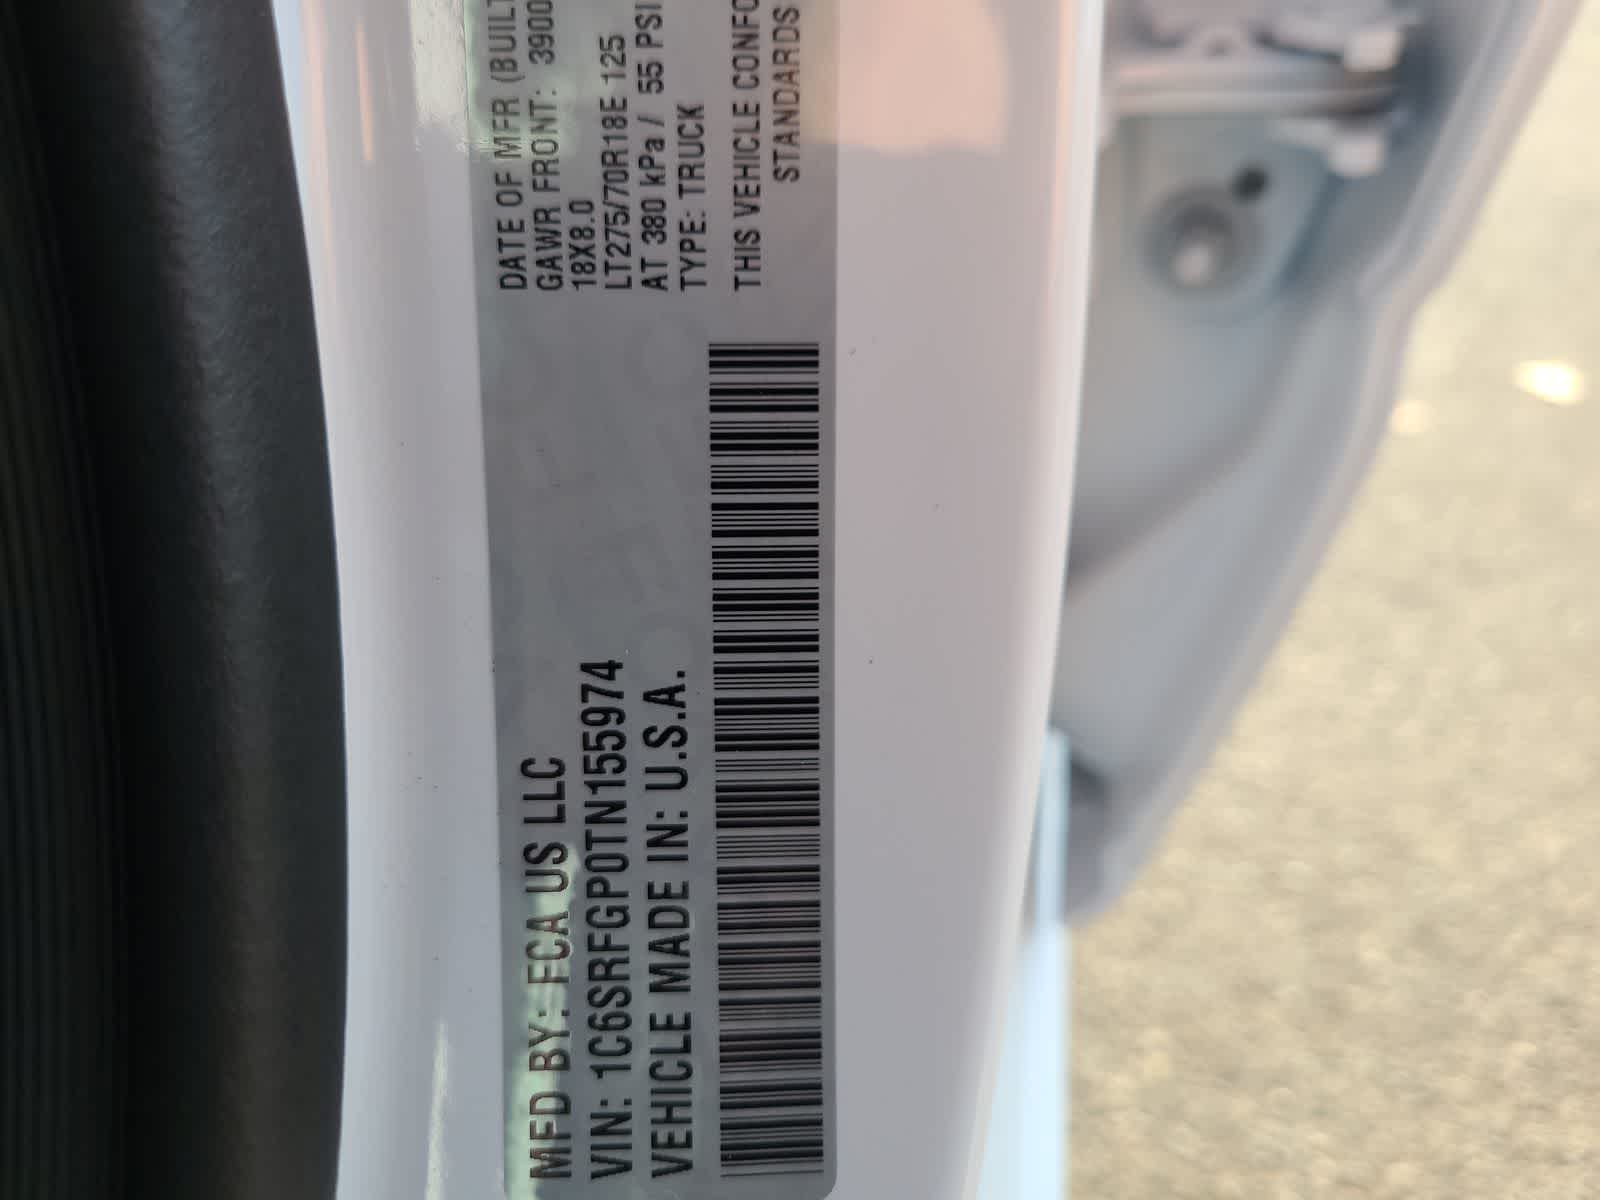 MFD BY: FCA US LLC
VIN: 1C6SRFGP0TN155974
VEHICLE MADE IN: U.S.A.
DATE OF MFR (BUILT
GAWR FRONT: 3900
18X8.0
LT275/70R18E 125
AT 380 kPa / 55 PSI
TYPE: TRUCK
THIS VEHICLE CONFO
STANDARDS